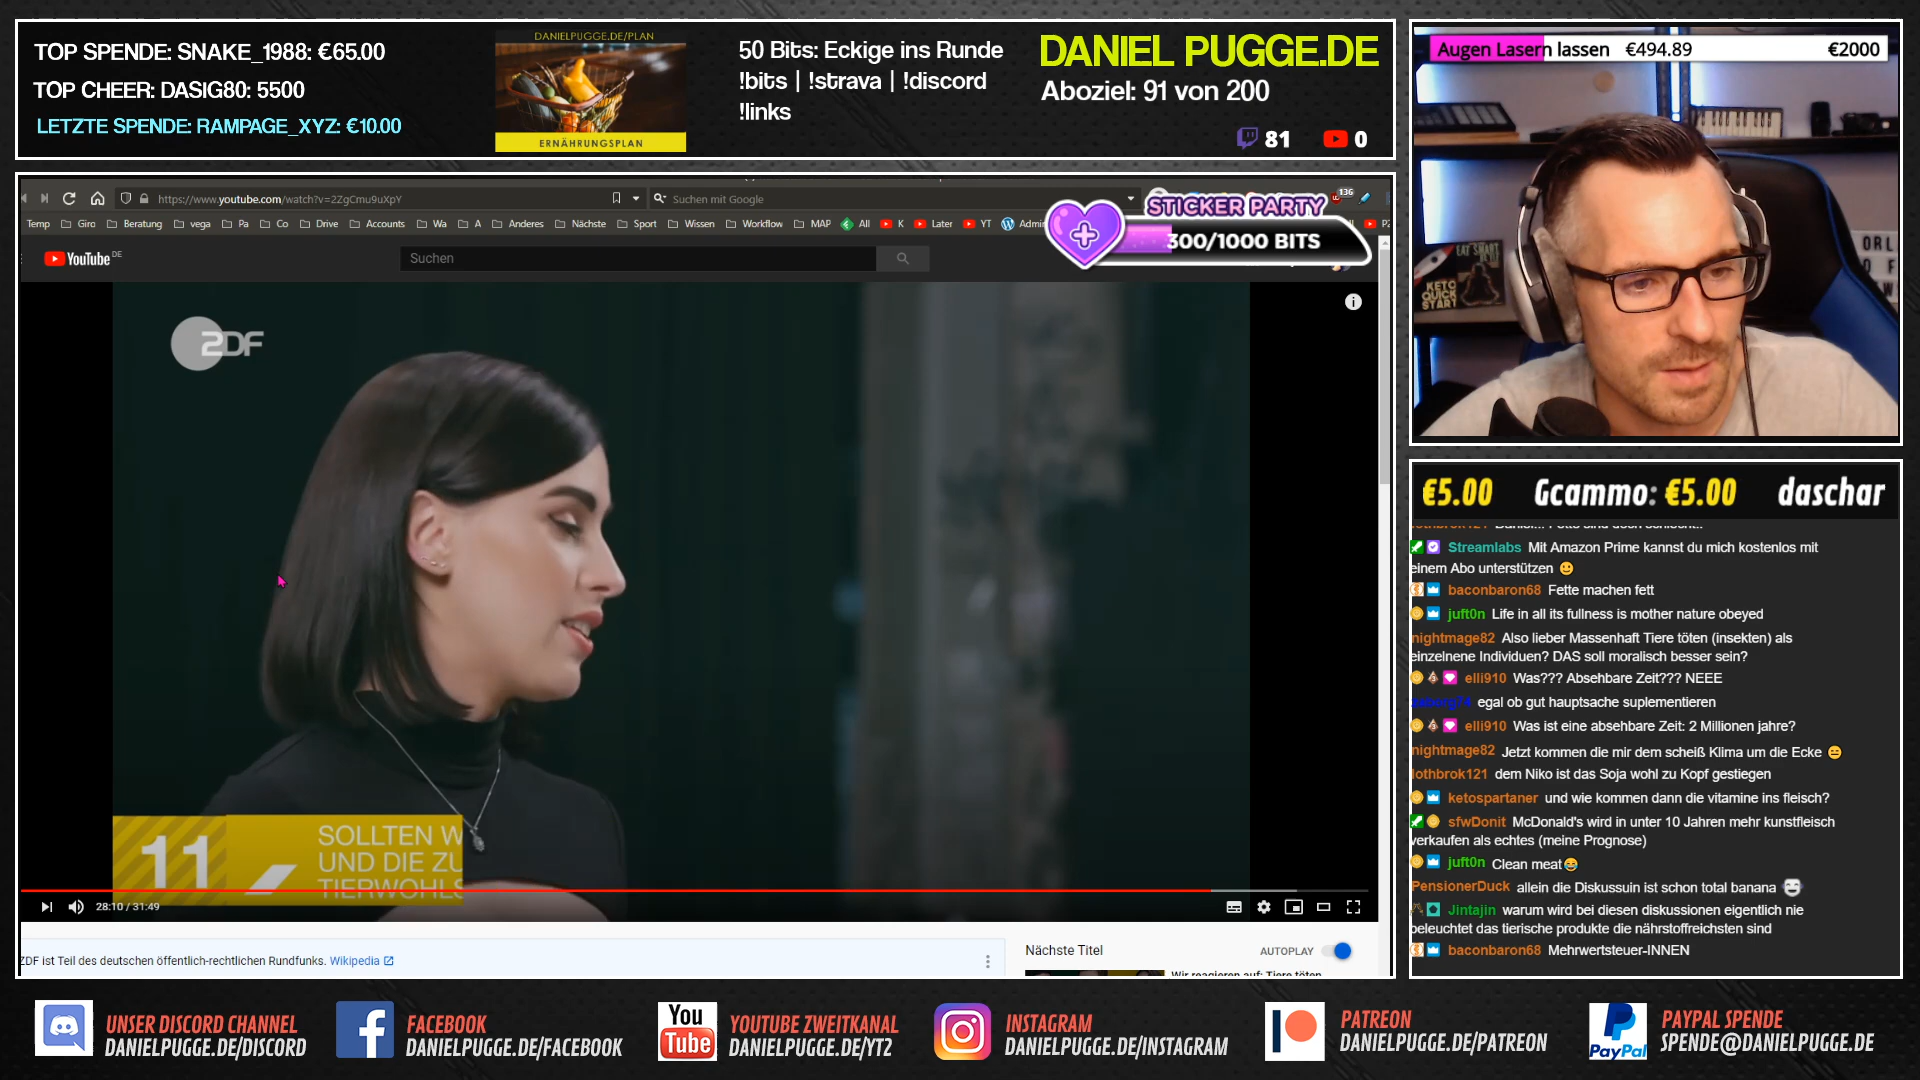 TOP SPENDE: SNAKE_1988: €65.00
TOP CHEER: DASIG80: 5500
LETZTE SPENDE: RAMPAGE_XYZ: €10.00
DANIELPUGGE.DE/PLAN
ERNÄHRUNGSPLAN
50 Bits: Eckige ins Runde
!bits | !strava | !discord
!links
DANIEL PUGGE.DE
Aboziel: 91 von 200
81
0
Augen Lasern lassen €494.89 €2000
EAT SMART
KETO
QUICK
START
https://www.youtube.com/watch?v=2ZgCmu9uXpY
Suchen mit Google
136
Temp Giro Beratung vega Pa Co Drive Accounts Wa A Anderes Nächste Sport Wissen Workflow MAP All K Later YT
STICKER PARTY
300/1000 BITS
YouTube DE
Suchen
ZDF
11
SOLLTEN W
UND DIE ZU
TIERWOHLS
28:10 / 31:49
ZDF ist Teil des deutschen öffentlich-rechtlichen Rundfunks. Wikipedia
Nächste Titel
AUTOPLAY
Wir reagieren auf: Tiere töten
€5.00 Gcammo: €5.00 daschar
Streamlabs Mit Amazon Prime kannst du mich kostenlos mit
einem Abo unterstützen
baconbaron68 Fette machen fett
juft0n Life in all its fullness is mother nature obeyed
nightmage82 Also lieber Massenhaft Tiere töten (insekten) als
einzelnene Individuen? DAS soll moralisch besser sein?
elli910 Was??? Absehbare Zeit??? NEEE
egal ob gut hauptsache suplementieren
elli910 Was ist eine absehbare Zeit: 2 Millionen jahre?
nightmage82 Jetzt kommen die mir dem scheiß Klima um die Ecke
lothbrok121 dem Niko ist das Soja wohl zu Kopf gestiegen
ketospartaner und wie kommen dann die vitamine ins fleisch?
sfwDonit McDonald's wird in unter 10 Jahren mehr kunstfleisch
verkaufen als echtes (meine Prognose)
juft0n Clean meat
PensionerDuck allein die Diskussuin ist schon total banana
Jintajin warum wird bei diesen diskussionen eigentlich nie
beleuchtet das tierische produkte die nährstoffreichsten sind
baconbaron68 Mehrwertsteuer-INNEN
UNSER DISCORD CHANNEL
DANIELPUGGE.DE/DISCORD
FACEBOOK
DANIELPUGGE.DE/FACEBOOK
You
Tube
YOUTUBE ZWEITKANAL
DANIELPUGGE.DE/YT2
INSTAGRAM
DANIELPUGGE.DE/INSTAGRAM
PATREON
DANIELPUGGE.DE/PATREON
PayPal
PAYPAL SPENDE
SPENDE@DANIELPUGGE.DE